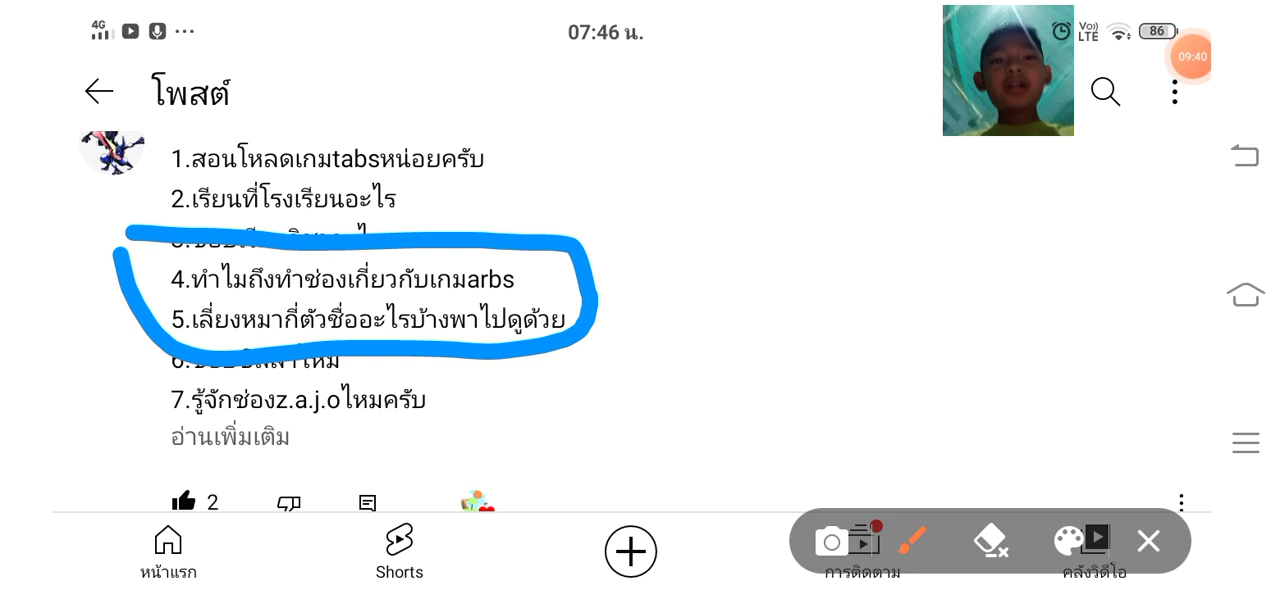 4G
07:46 น.
Vo))
LTE
86
09:40
โพสต์
1.สอนโหลดเกมtabsหน่อยครับ
2.เรียนที่โรงเรียนอะไร
4.ทำไมถึงทำช่องเกี่ยวกับเกมarbs
5.เลี่ยงหมากี่ตัวชื่ออะไรบ้างพาไปดูด้วย
7.รู้จักช่องz.a.j.oไหมครับ
อ่านเพิ่มเติม
2
หน้าแรก
Shorts
การติดตาม
คลังวิดีโอ